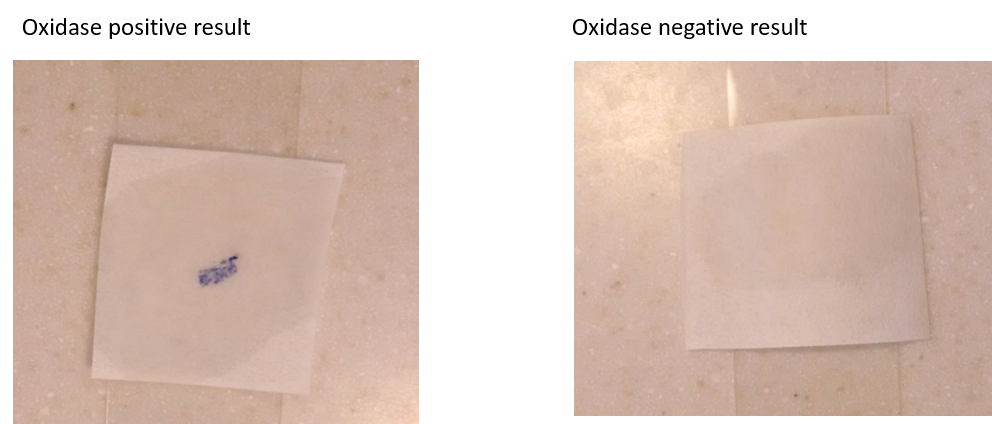 Oxidase positive result
Oxidase negative result